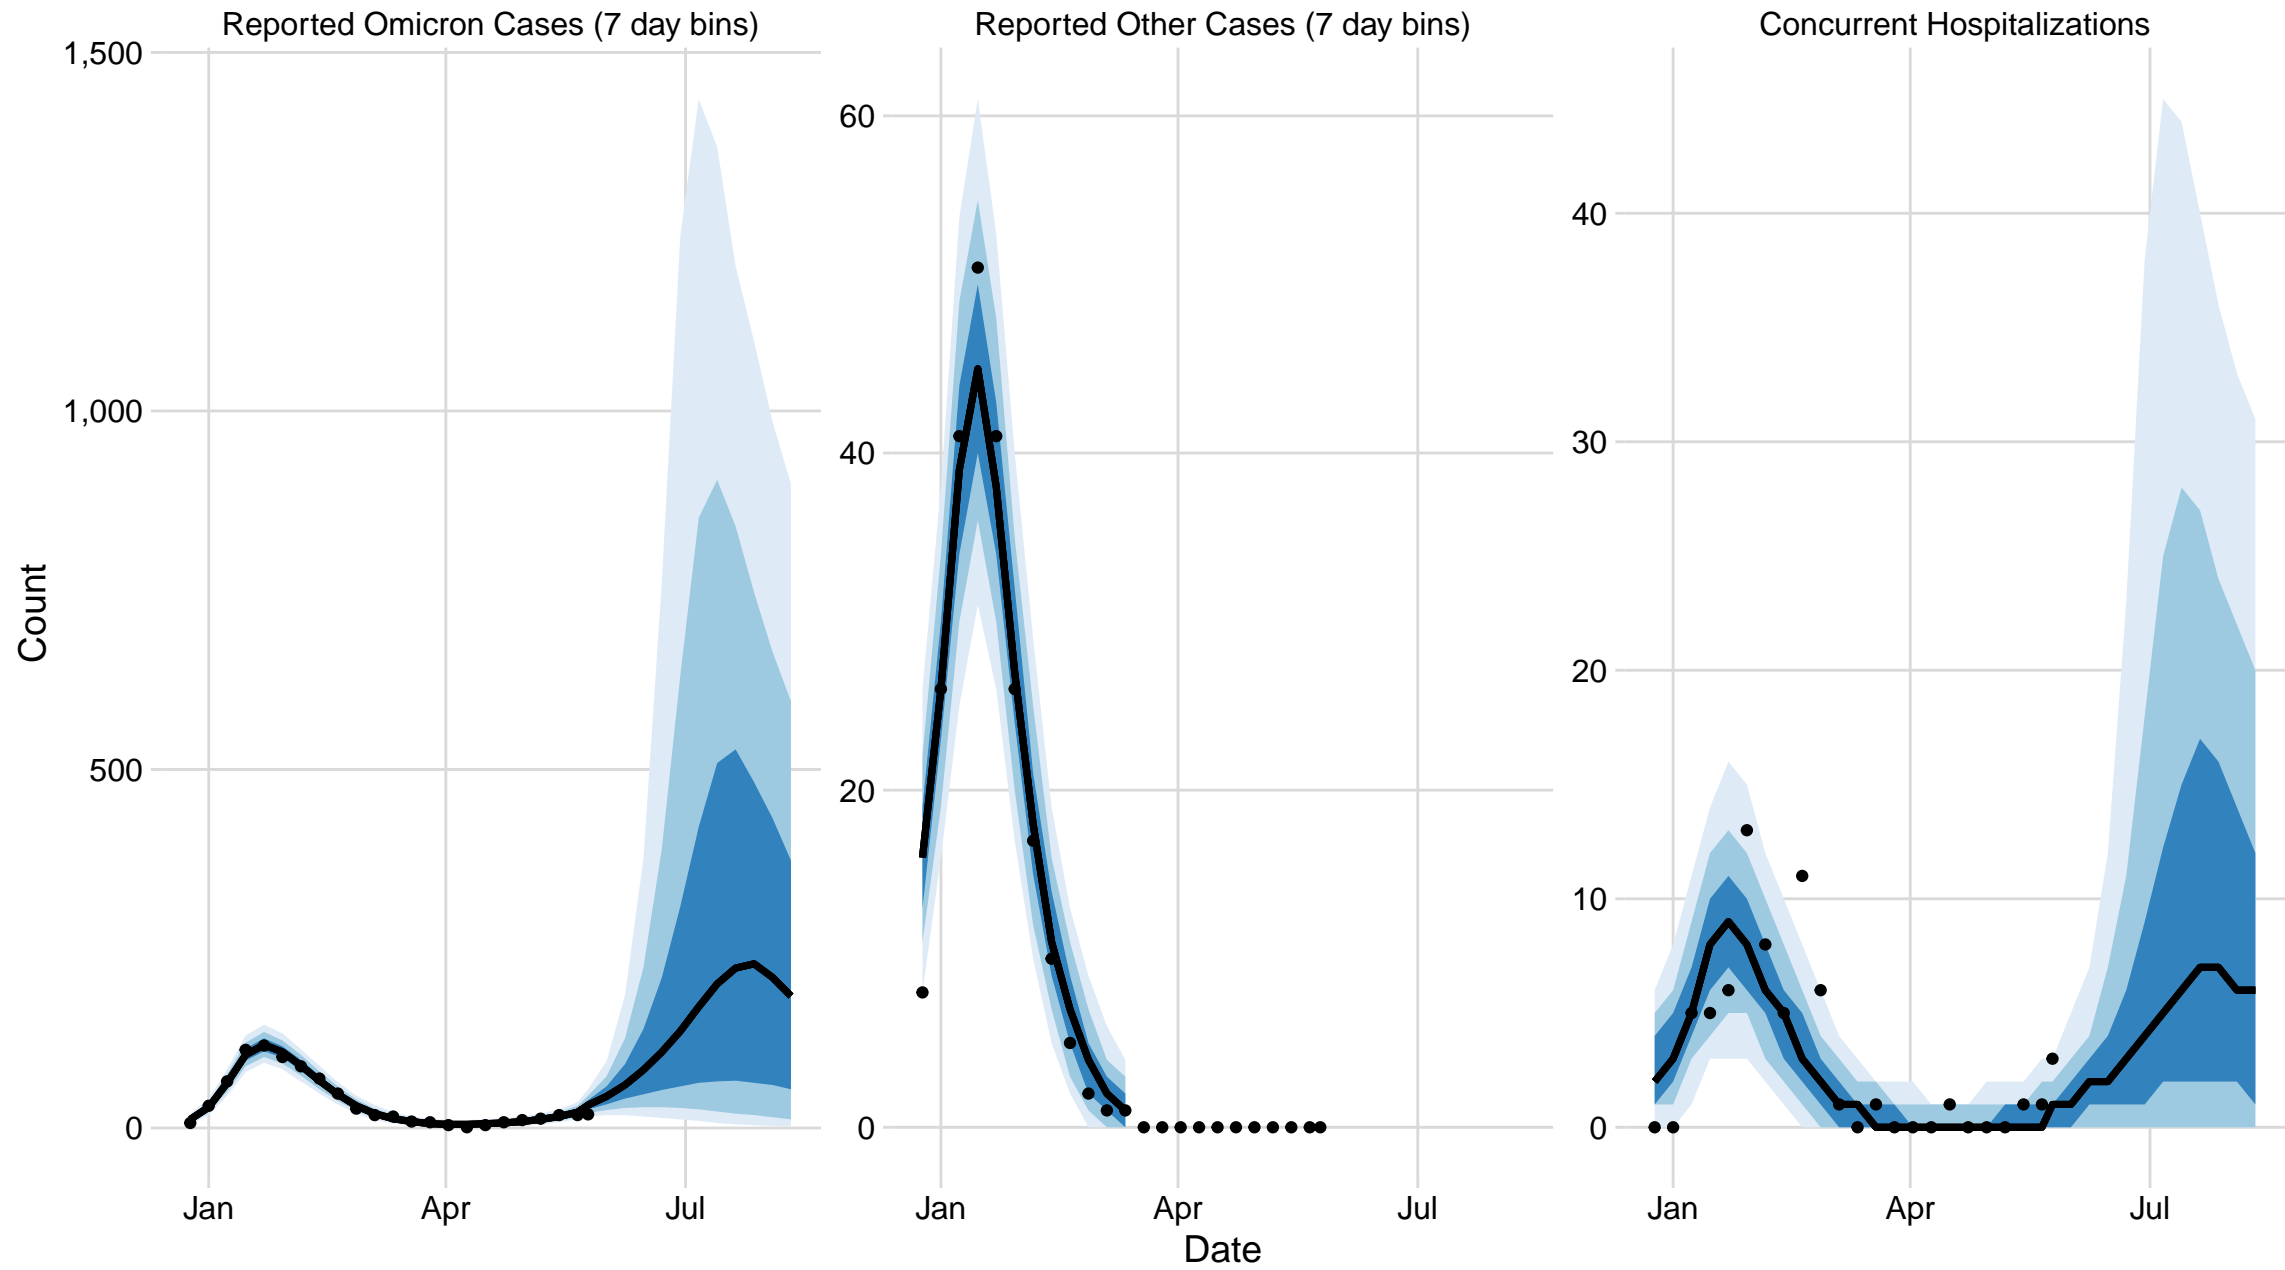 Reported Omicron Cases (7 day bins)
Reported Other Cases (7 day bins)
Concurrent Hospitalizations
Count
1,500
1,000
500
0
Jan
Apr
Jul
60
40
20
0
Jan
Apr
Jul
40
30
20
10
0
Jan
Apr
Jul
Date